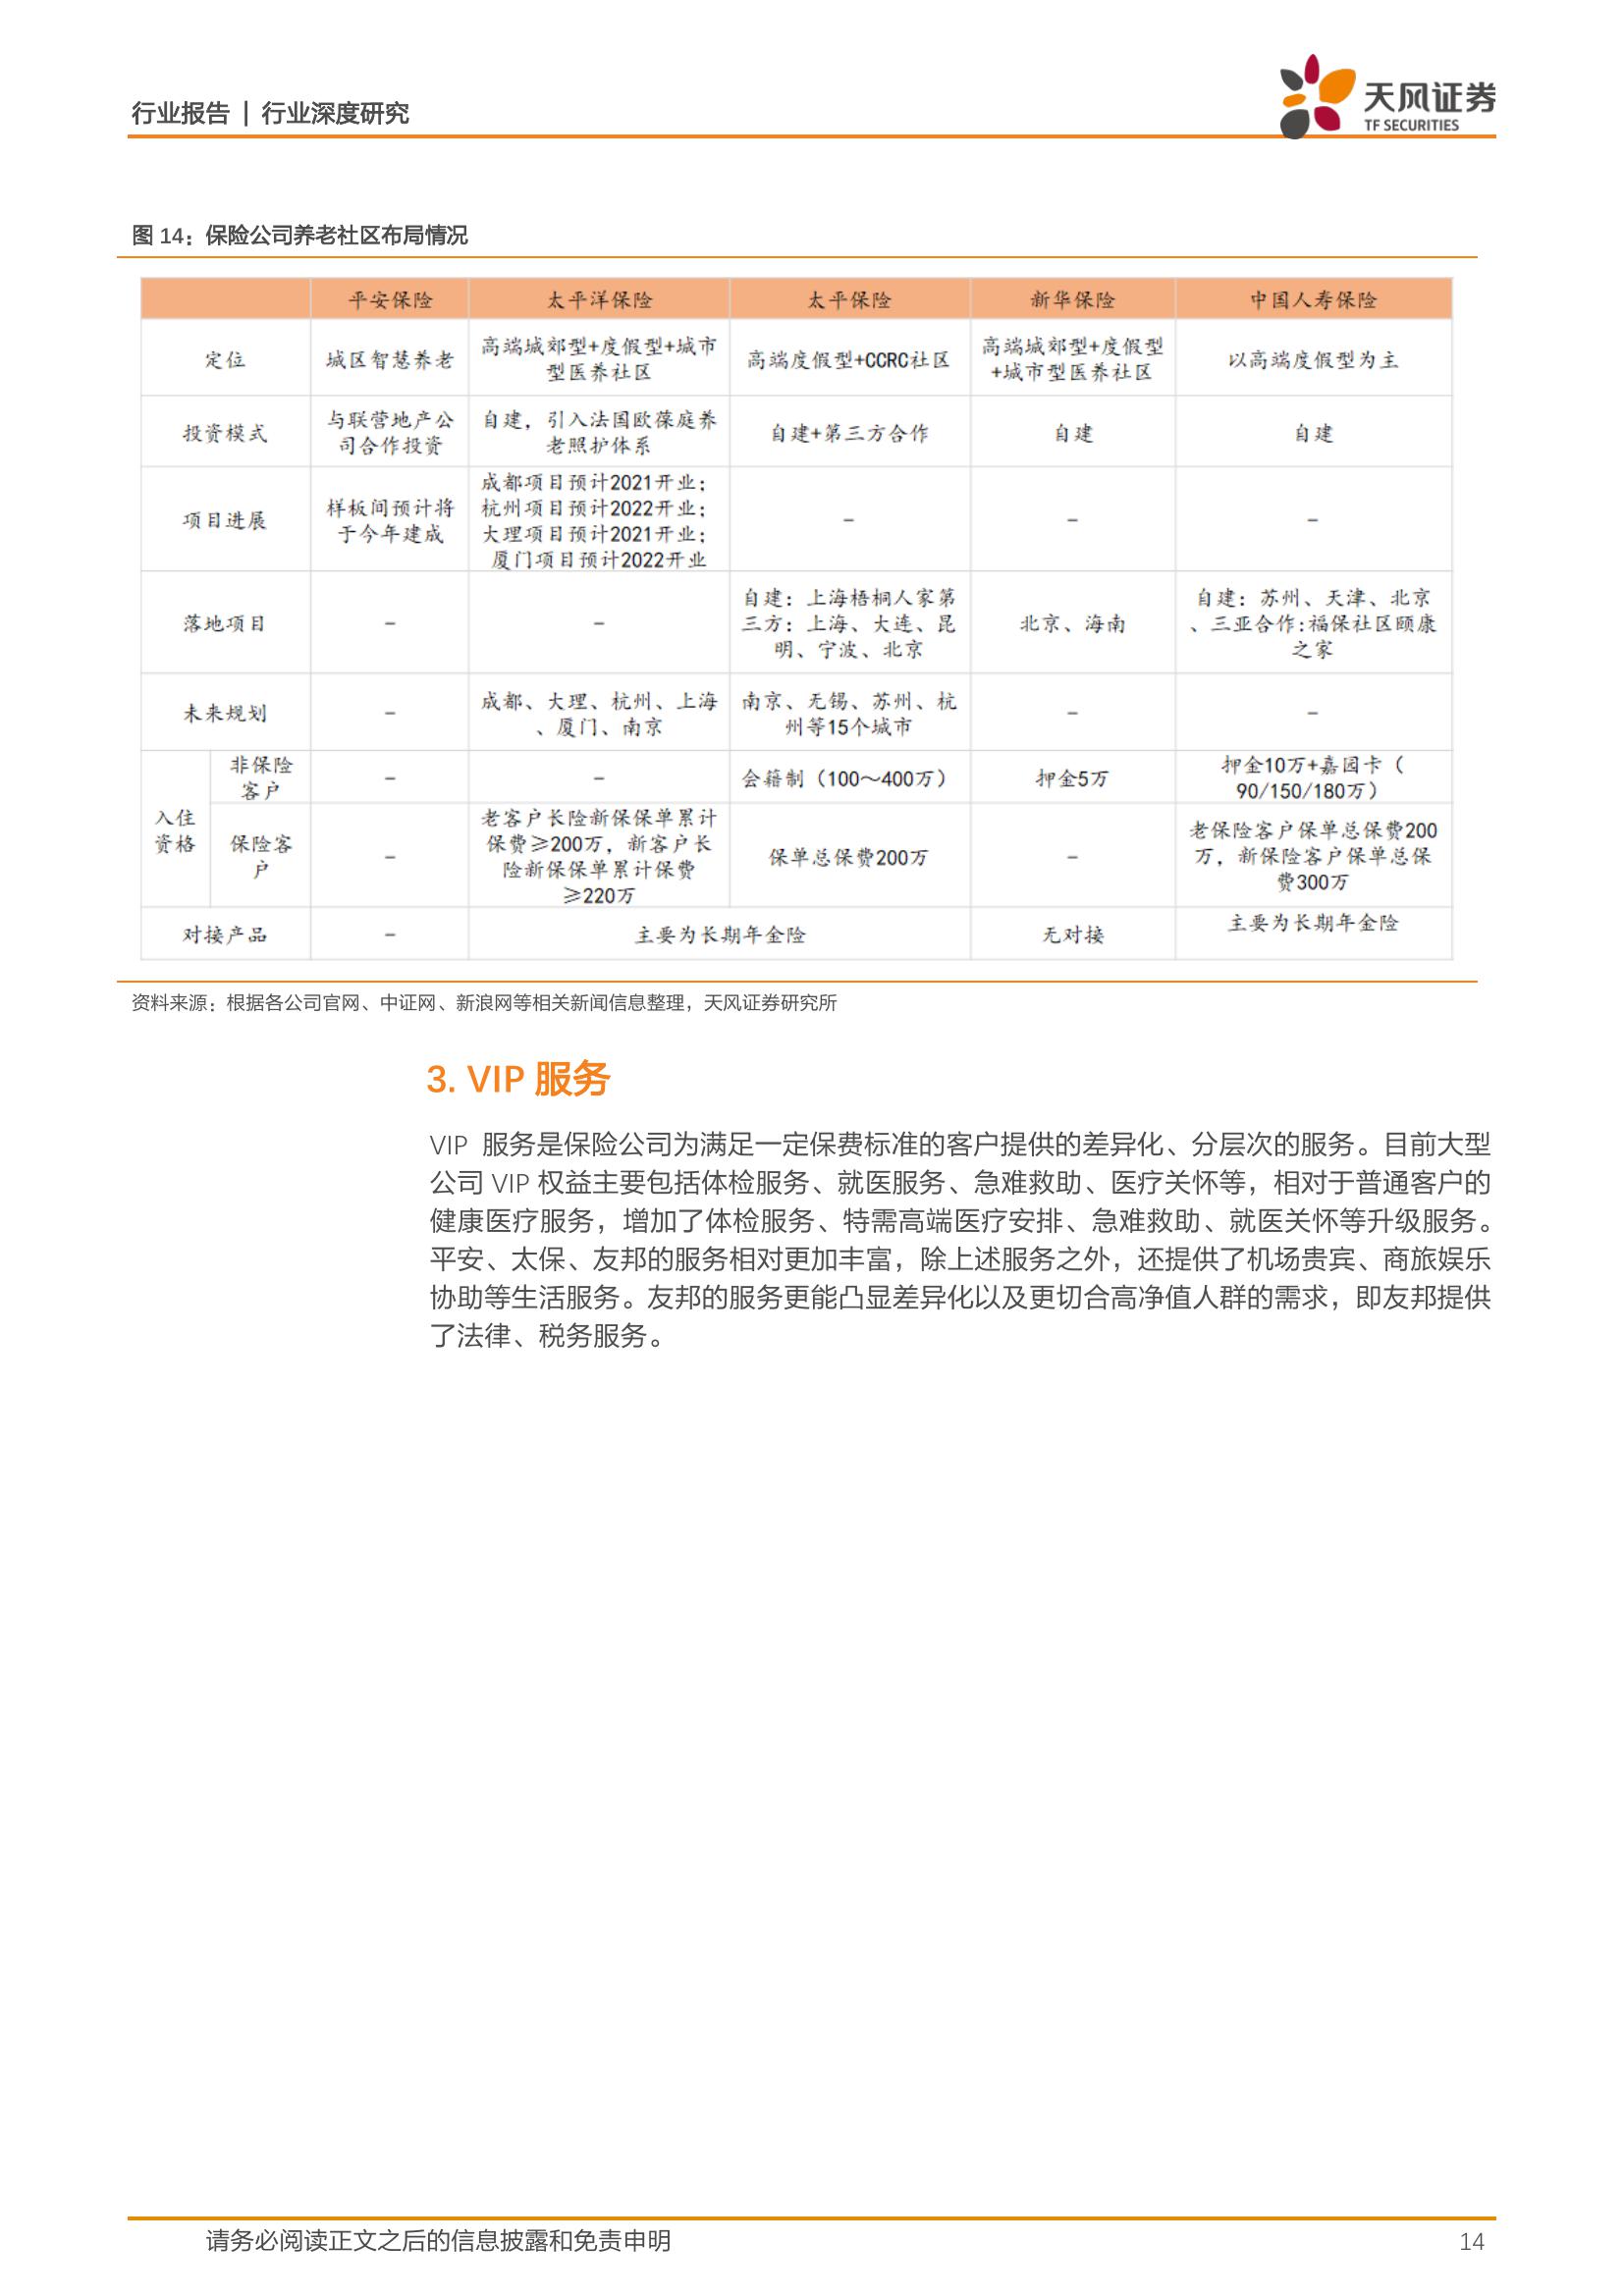 行业报告 | 行业深度研究
天风证券
TF SECURITIES
图 14：保险公司养老社区布局情况
平安保险 太平洋保险 太平保险 新华保险 中国人寿保险
定位 城区智慧养老 高端城郊型+度假型+城市型医养社区 高端度假型+CCRC社区 高端城郊型+度假型+城市型医养社区 以高端度假型为主
投资模式 与联营地产公司合作投资 自建，引入法国欧葆庭养老照护体系 自建+第三方合作 自建 自建
项目进展 样板间预计将于今年建成 成都项目预计2021开业；杭州项目预计2022开业；大理项目预计2021开业；厦门项目预计2022开业 – – –
落地项目 – – 自建：上海梧桐人家第三方：上海、大连、昆明、宁波、北京 北京、海南 自建：苏州、天津、北京、三亚合作:福保社区颐康之家
未来规划 – 成都、大理、杭州、上海、厦门、南京 南京、无锡、苏州、杭州等15个城市 – –
入住资格 非保险客户 – – 会籍制（100～400万） 押金5万 押金10万+嘉园卡（90/150/180万）
保险客户 – 老客户长险新保保单累计保费≥200万，新客户长险新保保单累计保费≥220万 保单总保费200万 – 老保险客户保单总保费200万，新保险客户保单总保费300万
对接产品 – 主要为长期年金险 无对接 主要为长期年金险
资料来源：根据各公司官网、中证网、新浪网等相关新闻信息整理，天风证券研究所
3. VIP 服务
VIP 服务是保险公司为满足一定保费标准的客户提供的差异化、分层次的服务。目前大型
公司 VIP 权益主要包括体检服务、就医服务、急难救助、医疗关怀等，相对于普通客户的
健康医疗服务，增加了体检服务、特需高端医疗安排、急难救助、就医关怀等升级服务。
平安、太保、友邦的服务相对更加丰富，除上述服务之外，还提供了机场贵宾、商旅娱乐
协助等生活服务。友邦的服务更能凸显差异化以及更切合高净值人群的需求，即友邦提供
了法律、税务服务。
请务必阅读正文之后的信息披露和免责申明 14